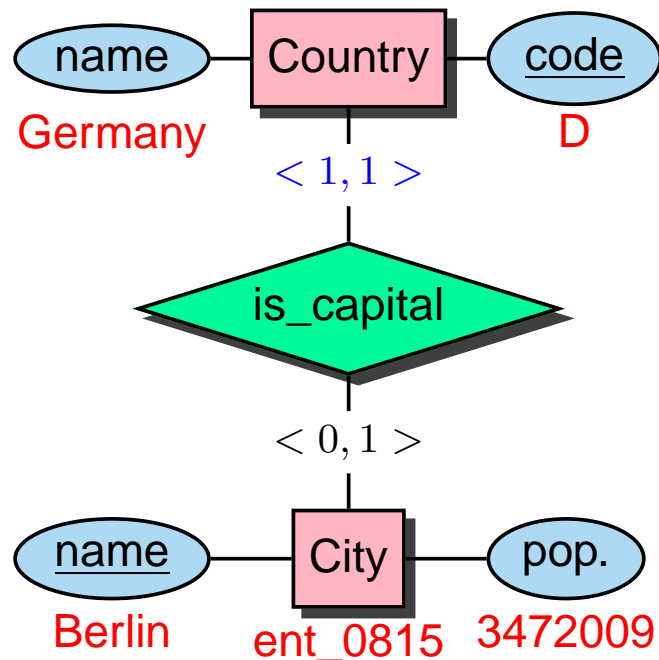 name Country code
Germany D
< 1, 1 >
is_capital
< 0, 1 >
name City pop.
Berlin ent_0815 3472009